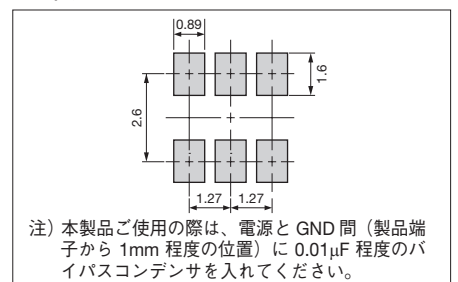 0.89
1.6
2.6
1.27 1.27
注）本製品ご使用の際は、電源と GND 間（製品端
子から 1mm 程度の位置）に 0.01μF 程度のバ
イパスコンデンサを入れてください。